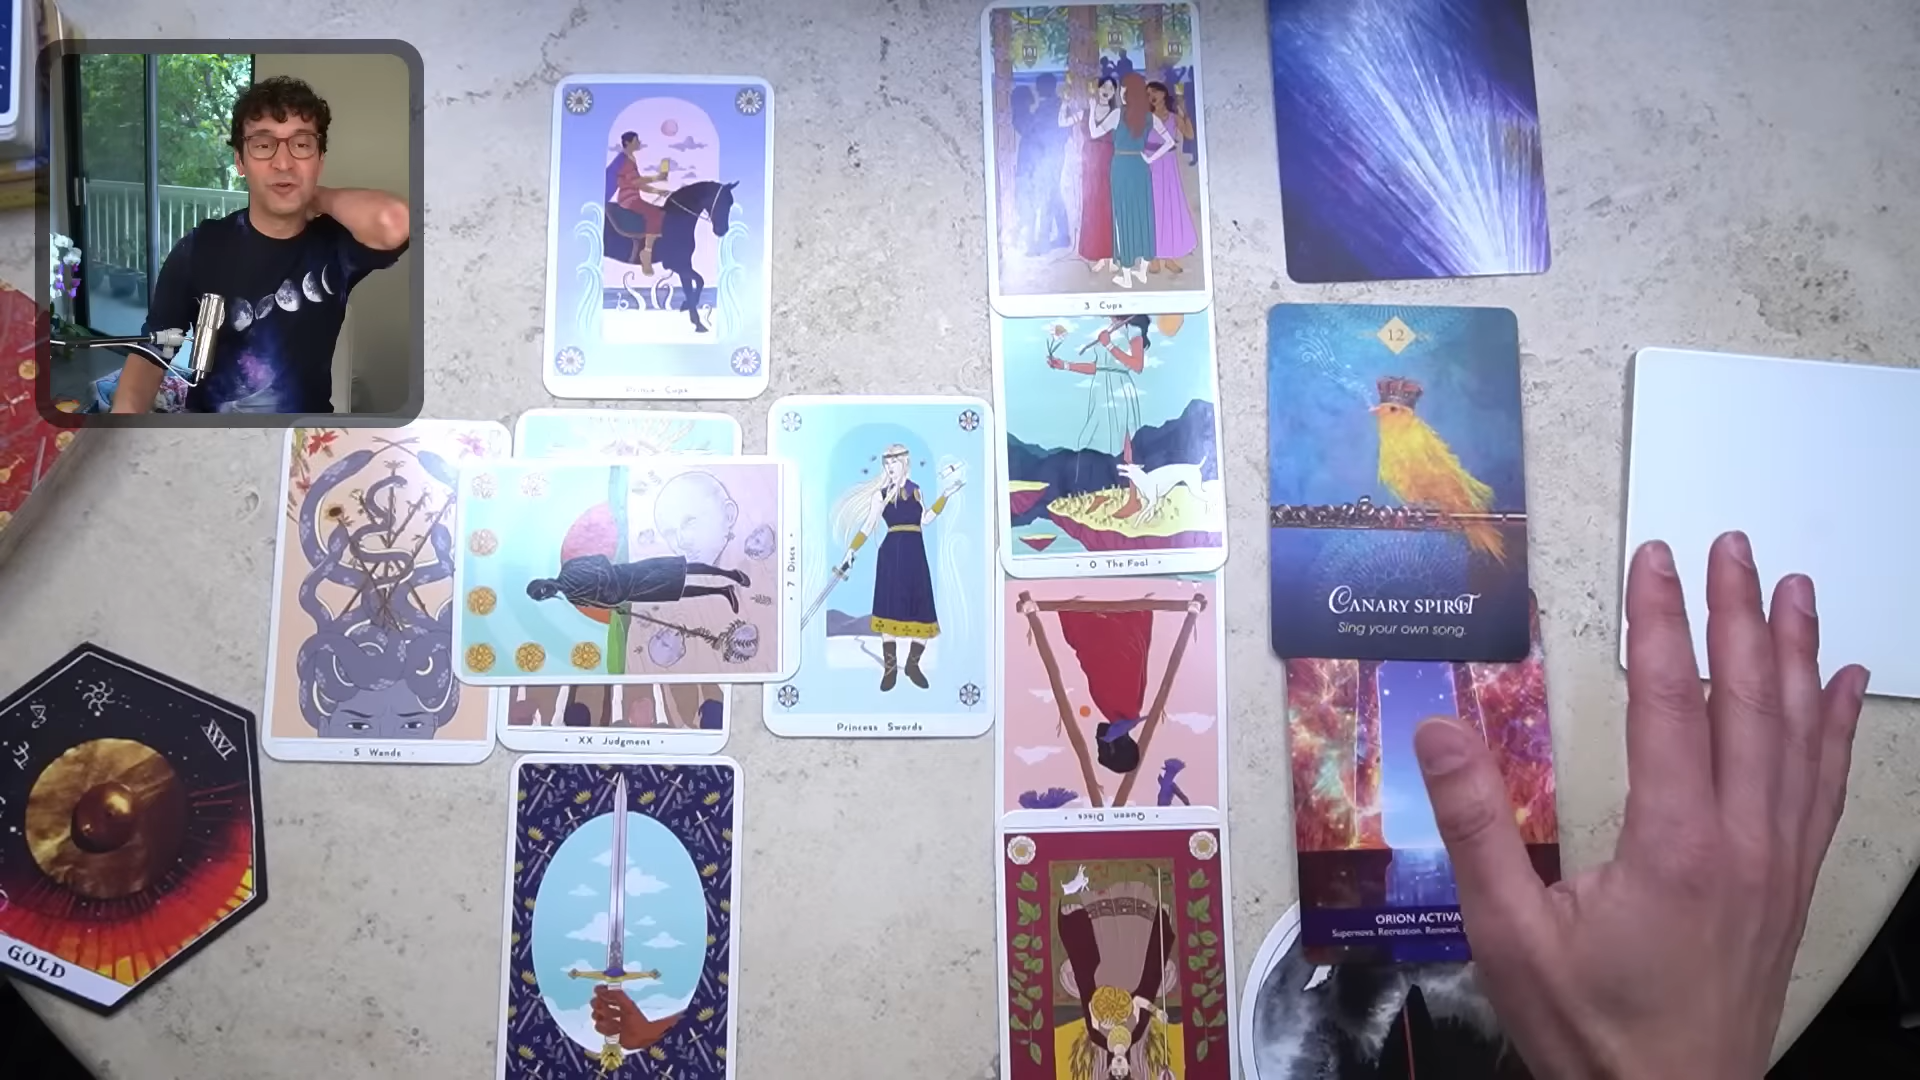 Prince Cups
3 Cups
12
CANARY SPIRIT
Sing your own song.
0 The Fool
7 Discs
Princess Swords
5 Wands
XX Judgment
Queen Discs
XXVI
GOLD
ORION ACTIVA
Supernova. Recreation. Renewal.